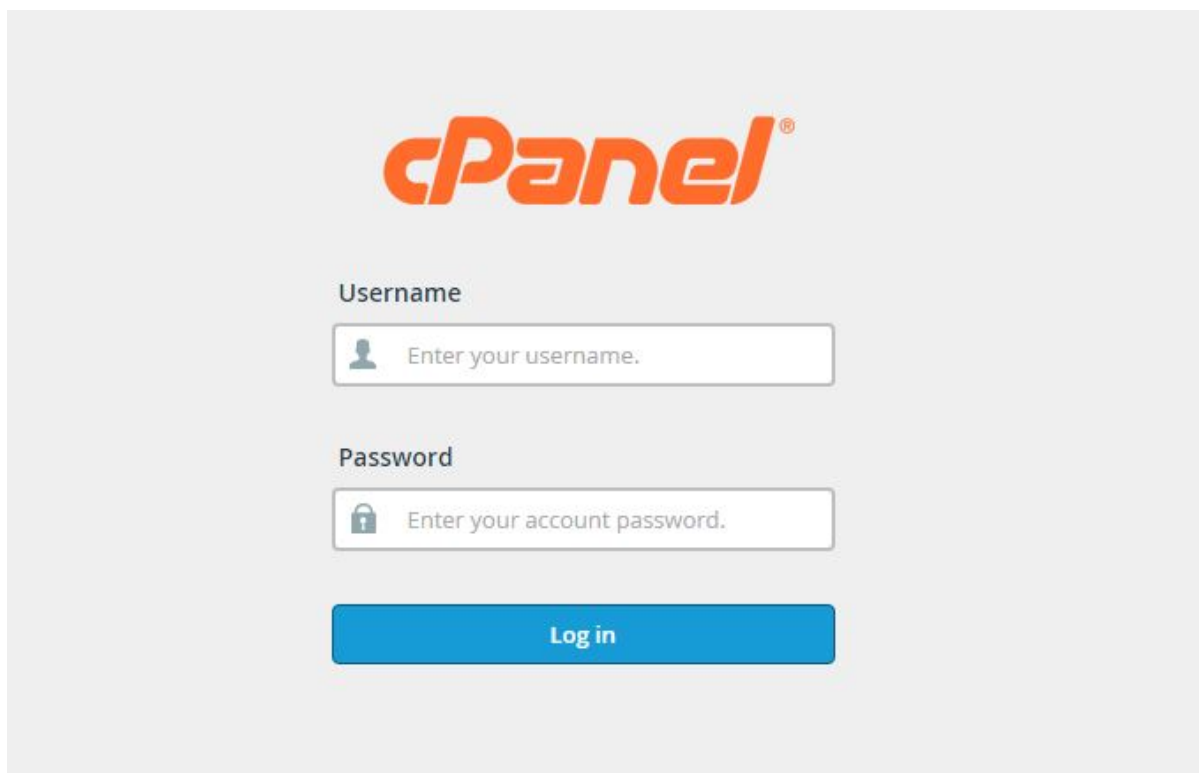 cPanel®
Username
Enter your username.
Password
Enter your account password.
Log in